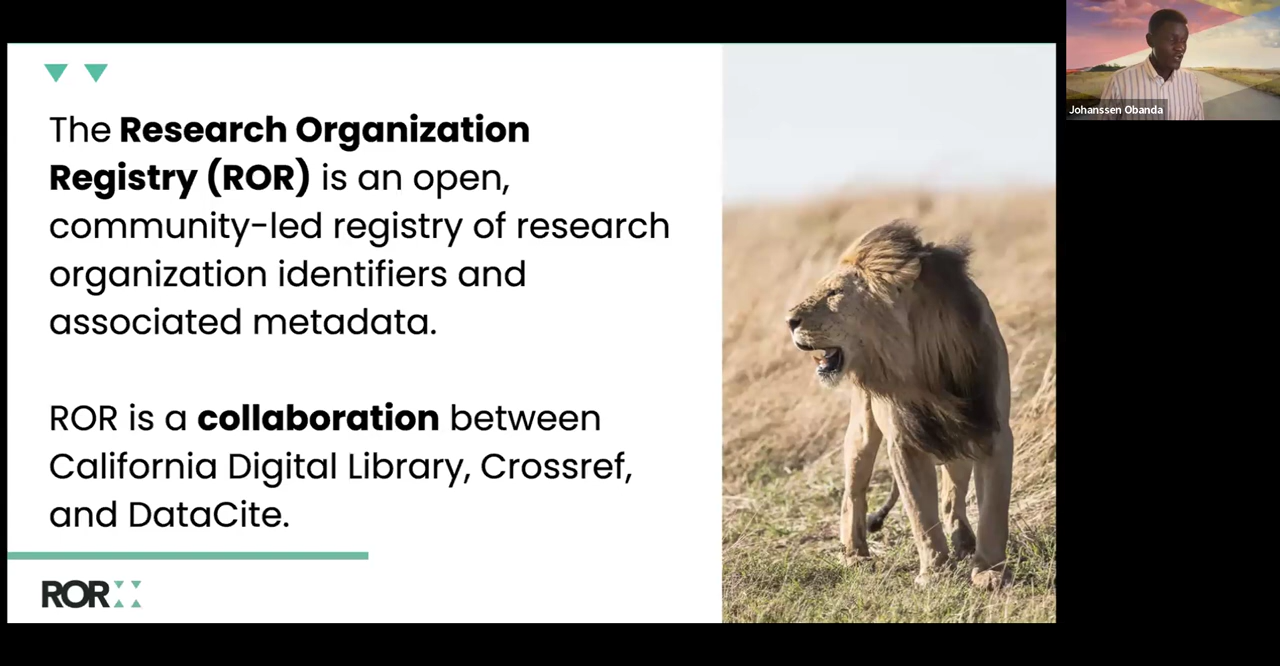 The Research Organization
Registry (ROR) is an open,
community-led registry of research
organization identifiers and
associated metadata.
ROR is a collaboration between
California Digital Library, Crossref,
and DataCite.
ROR
Johanssen Obanda